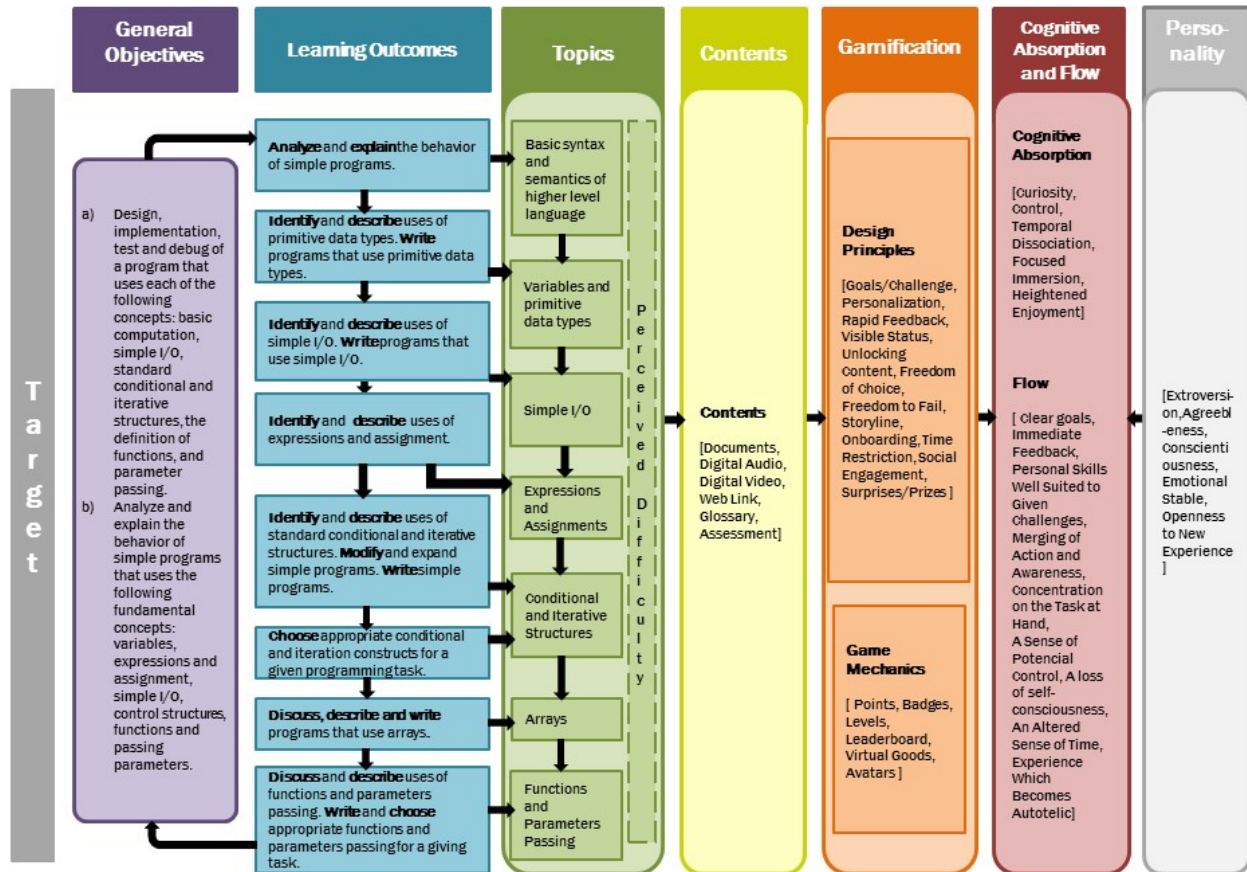 General
Objectives
Learning Outcomes
Topics
Contents
Gamification
Cognitive
Absorption
and Flow
Perso-
nality
Target
a) Design,
implementation,
test and debug of
a program that
uses each of the
following
concepts: basic
computation,
simple I/O,
standard
conditional and
iterative
structures, the
definition of
functions, and
parameter
passing.
b) Analyze and
explain the
behavior of
simple programs
that uses the
following
fundamental
concepts:
variables,
expressions and
assignment,
simple I/O,
control structures,
functions and
passing
parameters.
Analyze and explain the behavior
of simple programs.
Identify and describe uses of
primitive data types. Write
programs that use primitive data
types.
Identify and describe uses of
simple I/O. Write programs that
use simple I/O.
Identify and describe uses of
expressions and assignment.
Identify and describe uses of
standard conditional and iterative
structures. Modify and expand
simple programs. Write simple
programs.
Choose appropriate conditional
and iteration constructs for a
given programming task.
Discuss, describe and write
programs that use arrays.
Discuss and describe uses of
functions and parameters
passing. Write and choose
appropriate functions and
parameters passing for a giving
task.
Basic syntax
and
semantics of
higher level
language
Variables and
primitive
data types
Simple I/O
Expressions
and
Assignments
Conditional
and Iterative
Structures
Arrays
Functions
and
Parameters
Passing
Perceived Difficulty
Contents
[Documents,
Digital Audio,
Digital Video,
Web Link,
Glossary,
Assessment]
Design
Principles
[Goals/Challenge,
Personalization,
Rapid Feedback,
Visible Status,
Unlocking
Content, Freedom
of Choice,
Freedom to Fail,
Storyline,
Onboarding, Time
Restriction, Social
Engagement,
Surprises/Prizes ]
Game
Mechanics
[ Points, Badges,
Levels,
Leaderboard,
Virtual Goods,
Avatars ]
Cognitive
Absorption
[Curiosity,
Control,
Temporal
Dissociation,
Focused
Immersion,
Heightened
Enjoyment]
Flow
[ Clear goals,
Immediate
Feedback,
Personal Skills
Well Suited to
Given
Challenges,
Merging of
Action and
Awareness,
Concentration
on the Task at
Hand,
A Sense of
Potencial
Control, A loss
of self-
consciousness,
An Altered
Sense of Time,
Experience
Which
Becomes
Autotelic]
[Extroversi-
on,Agreebl
-eness,
Conscienti
ousness,
Emotional
Stable,
Openness
to New
Experience
]